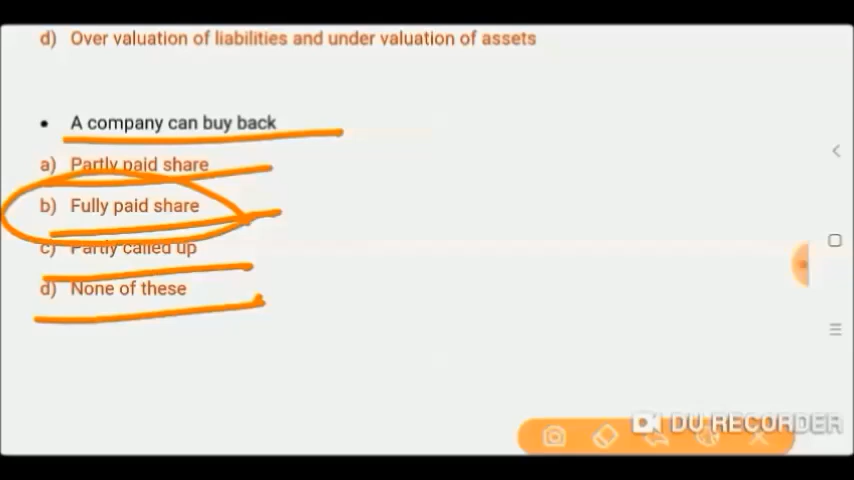 d) Over valuation of liabilities and under valuation of assets
• A company can buy back
a) Partly paid share
b) Fully paid share
c) Partly called up
d) None of these
DU RECORDER